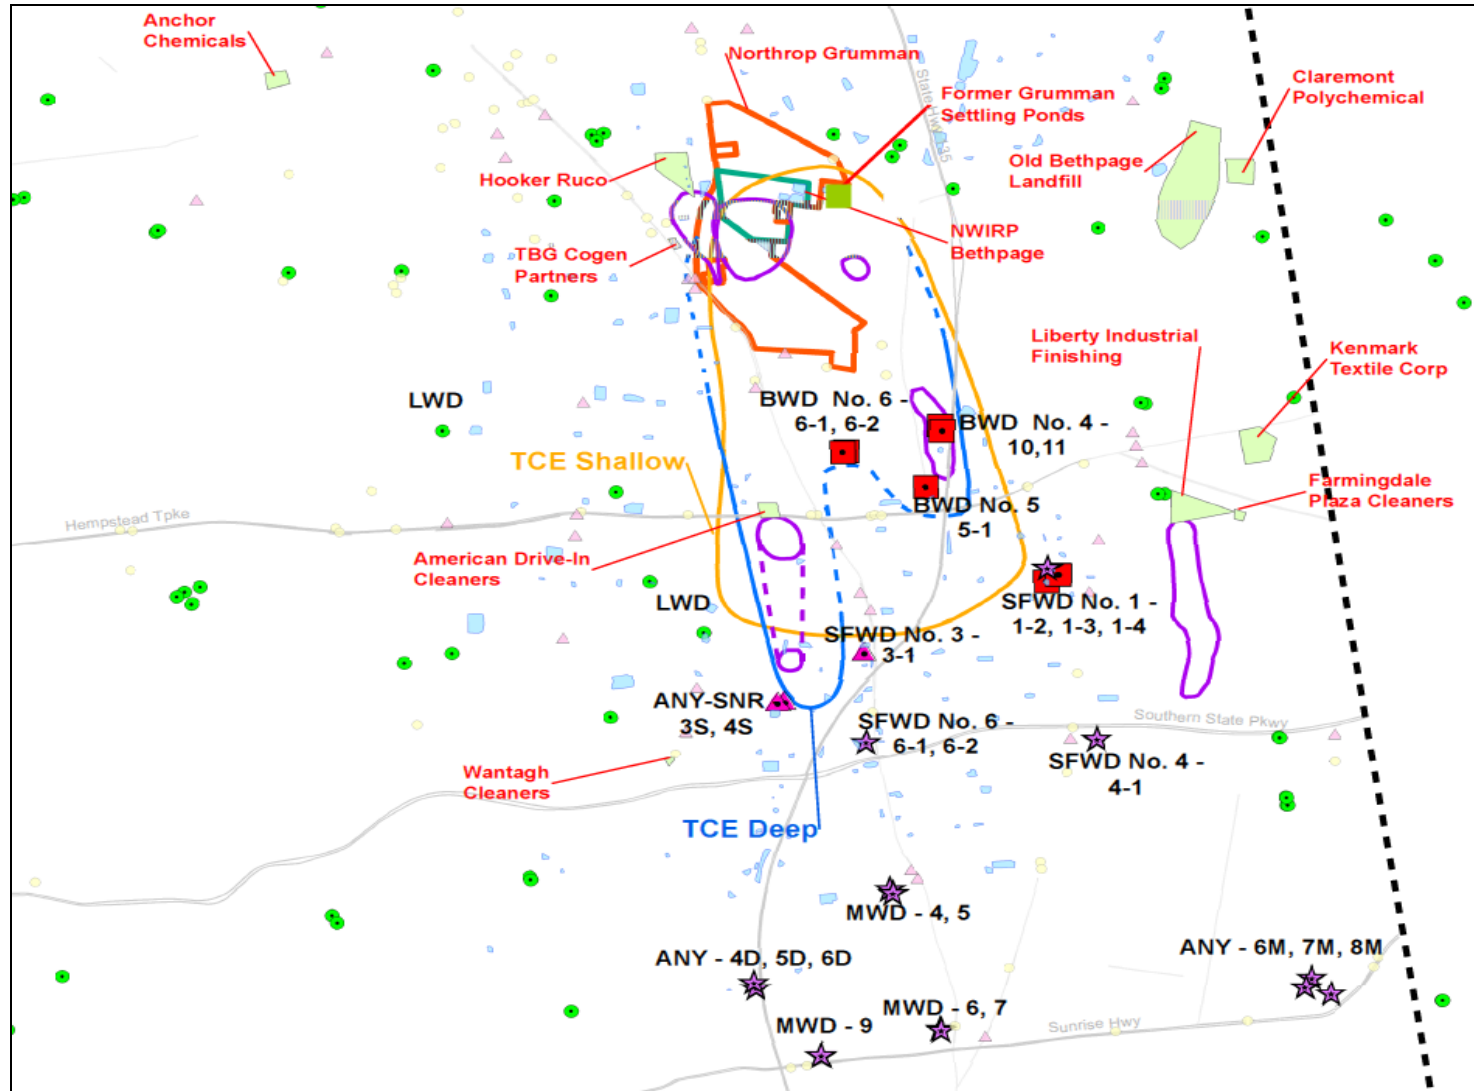 Anchor
Chemicals
Northrop Grumman
Former Grumman
Settling Ponds
State Hwy 135
Claremont
Polychemical
Old Bethpage
Landfill
Hooker Ruco
NWIRP
Bethpage
TBG Cogen
Partners
Liberty Industrial
Finishing
Kenmark
Textile Corp
LWD
BWD No. 6 -
6-1, 6-2
BWD No. 4 -
10,11
TCE Shallow
Farmingdale
Plaza Cleaners
Hempstead Tpke
BWD No. 5
5-1
American Drive-In
Cleaners
LWD
SFWD No. 1 -
1-2, 1-3, 1-4
SFWD No. 3 -
3-1
ANY-SNR
3S, 4S
SFWD No. 6 -
6-1, 6-2
Southern State Pkwy
SFWD No. 4 -
4-1
Wantagh
Cleaners
TCE Deep
MWD - 4, 5
ANY - 4D, 5D, 6D
ANY - 6M, 7M, 8M
MWD - 6, 7
MWD - 9
Sunrise Hwy